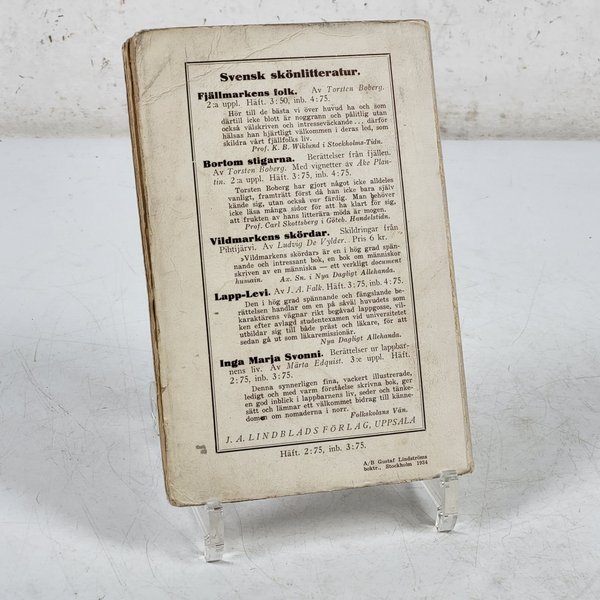 Svensk skönlitteratur.
Fjällmarkens folk. Av Torsten Boberg.
2:a uppl. Häft. 3:50, inb. 4:75.
Hör till de bästa vi över huvud ha och som
därtill icke blott är noggrann och pålitlig utan
också välskriven och intresseväckande... därför
hälsas han hjärtligt välkommen i deras led, som
skildra vårt fjällfolks liv.
Prof. K. B. Wiklund i Stockholms-Tidn.
Bortom stigarna. Berättelser från fjällen.
Av Torsten Boberg. Med vignetter av Åke Plan-
tin. 2:a uppl. Häft. 3:75, inb. 4:75.
Torsten Boberg har gjort något icke alldeles
vanligt, framträtt först då han icke bara själv
kände sig, utan också var färdig. Man behöver
icke läsa många sidor för att ha klart för sig,
att frukten av hans litterära möda är mogen.
Prof. Carl Skottsberg i Göteb. Handelstidn.
Vildmarkens skördar. Skildringar från
Pihtijärvi. Av Ludvig De Vylder. Pris 6 kr.
»Vildmarkens skördar» är en i hög grad spän-
nande och intressant bok, en bok om människor
skriven av en människa — ett verkligt document
humain. Ax. Sn. i Nya Dagligt Allehanda.
Lapp-Levi. Av J. A. Falk. Häft. 3:75, inb. 4:75.
Den i hög grad spännande och fängslande be-
rättelsen handlar om en på såväl huvudets som
karaktärens vägnar rikt begåvad lappgosse, vil-
ken efter avlagd studentexamen vid universitetet
utbildar sig till både präst och läkare, för att
sedan gå ut som läkaremissionär.
Nya Dagligt Allehanda.
Inga Marja Svonni. Berättelser ur lappbar-
nens liv. Av Märta Edquist. 3:e uppl. Häft.
2:75, inb. 3:75.
Denna synnerligen fina, vackert illustrerade,
ledigt och med varm förståelse skrivna bok, ger
en god inblick i lappbarnens liv, seder och tänke-
sätt och lämnar ett välkommet bidrag till känne-
domen om nomaderna i norr.
Folkskolans Vän.
J. A. LINDBLADS FÖRLAG, UPPSALA
Häft. 2:75, inb. 3:75.
A/B Gustaf Lindströms
boktr., Stockholm 1934